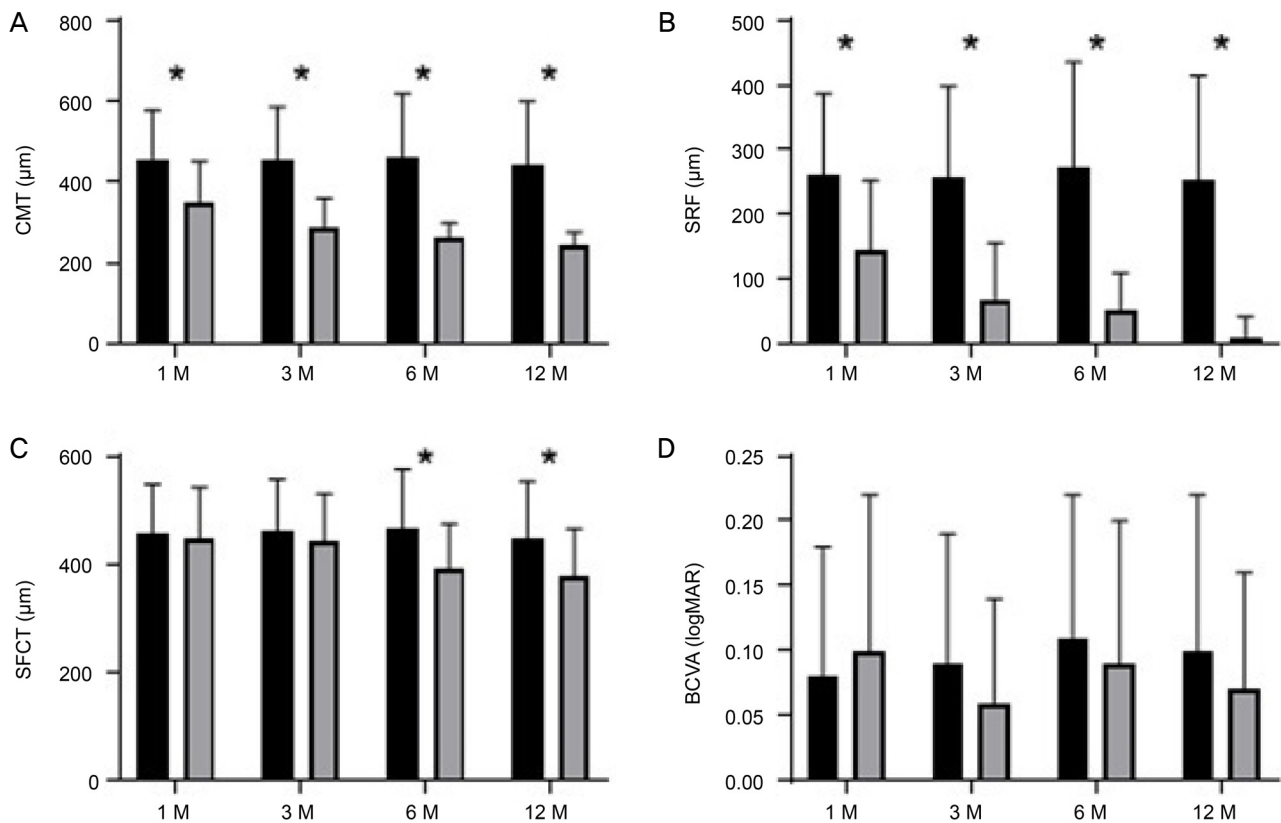 A
CMT (µm)
800
600
400
200
0
* * * *
1 M 3 M 6 M 12 M
B
SRF (µm)
500
400
300
200
100
0
* * * *
1 M 3 M 6 M 12 M
C
SFCT (µm)
600
400
200
0
* *
1 M 3 M 6 M 12 M
D
BCVA (logMAR)
0.25
0.20
0.15
0.10
0.05
0.00
1 M 3 M 6 M 12 M